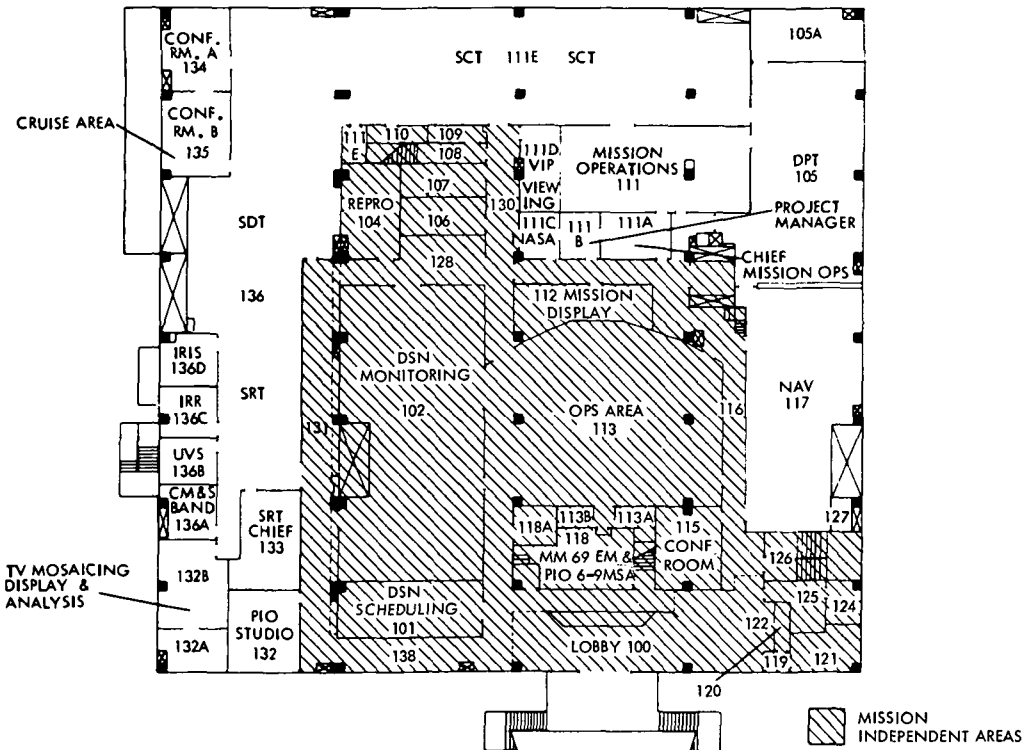 CONF.
RM. A
134
SCT 111E SCT
105A
CRUISE AREA
CONF.
RM. B
135
111
E
110
109
108
111D
VIP
VIEW
ING
MISSION
OPERATIONS
111
DPT
105
107
REPRO
104
106
130
111C
NASA
111
B
111A
PROJECT
MANAGER
CHIEF
MISSION OPS
SDT
128
136
112 MISSION
DISPLAY
IRIS
136D
DSN
MONITORING
102
SRT
IRR
136C
131
OPS AREA
113
116
NAV
117
UVS
136B
CM&S
BAND
136A
SRT
CHIEF
133
118A
113B
113A
118
MM 69 EM &
PIO 6-9MSA
115
CONF
ROOM
127
126
TV MOSAICING
DISPLAY &
ANALYSIS
132B
DSN
SCHEDULING
101
125
124
PIO
STUDIO
132
132A
138
LOBBY 100
122
119
121
120
MISSION
INDEPENDENT AREAS